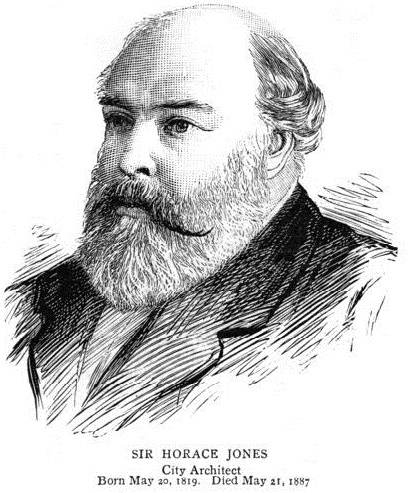 SIR HORACE JONES
City Architect
Born May 20, 1819. Died May 21, 1887